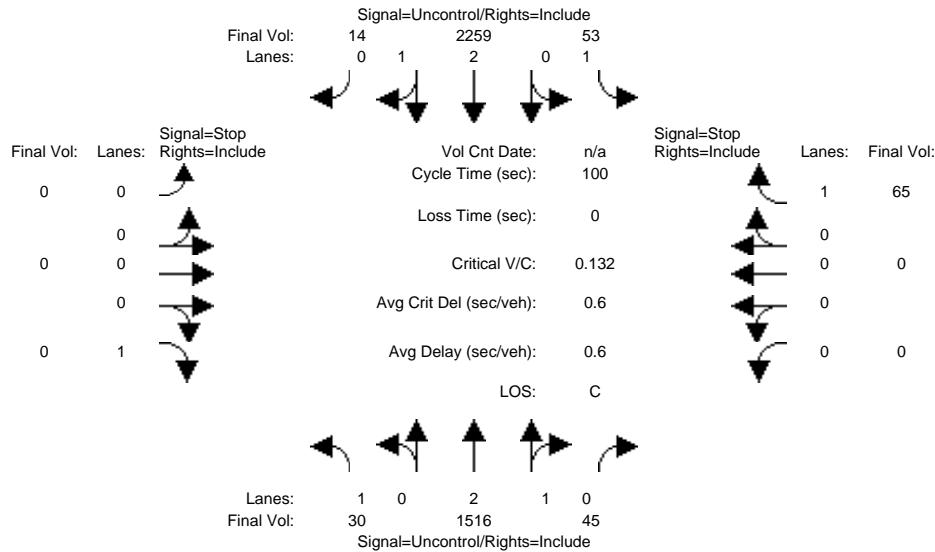 Signal=Uncontrol/Rights=Include
Final Vol: 14 2259 53
Lanes: 0 1 2 0 1
Signal=Stop
Final Vol: Lanes: Rights=Include
Vol Cnt Date: n/a
Signal=Stop
Rights=Include Lanes: Final Vol:
Cycle Time (sec): 100
0 0
1 65
Loss Time (sec): 0
0
0
0 0
Critical V/C: 0.132
0 0
0
Avg Crit Del (sec/veh): 0.6
0
0 1
Avg Delay (sec/veh): 0.6
0 0
LOS: C
Lanes: 1 0 2 1 0
Final Vol: 30 1516 45
Signal=Uncontrol/Rights=Include